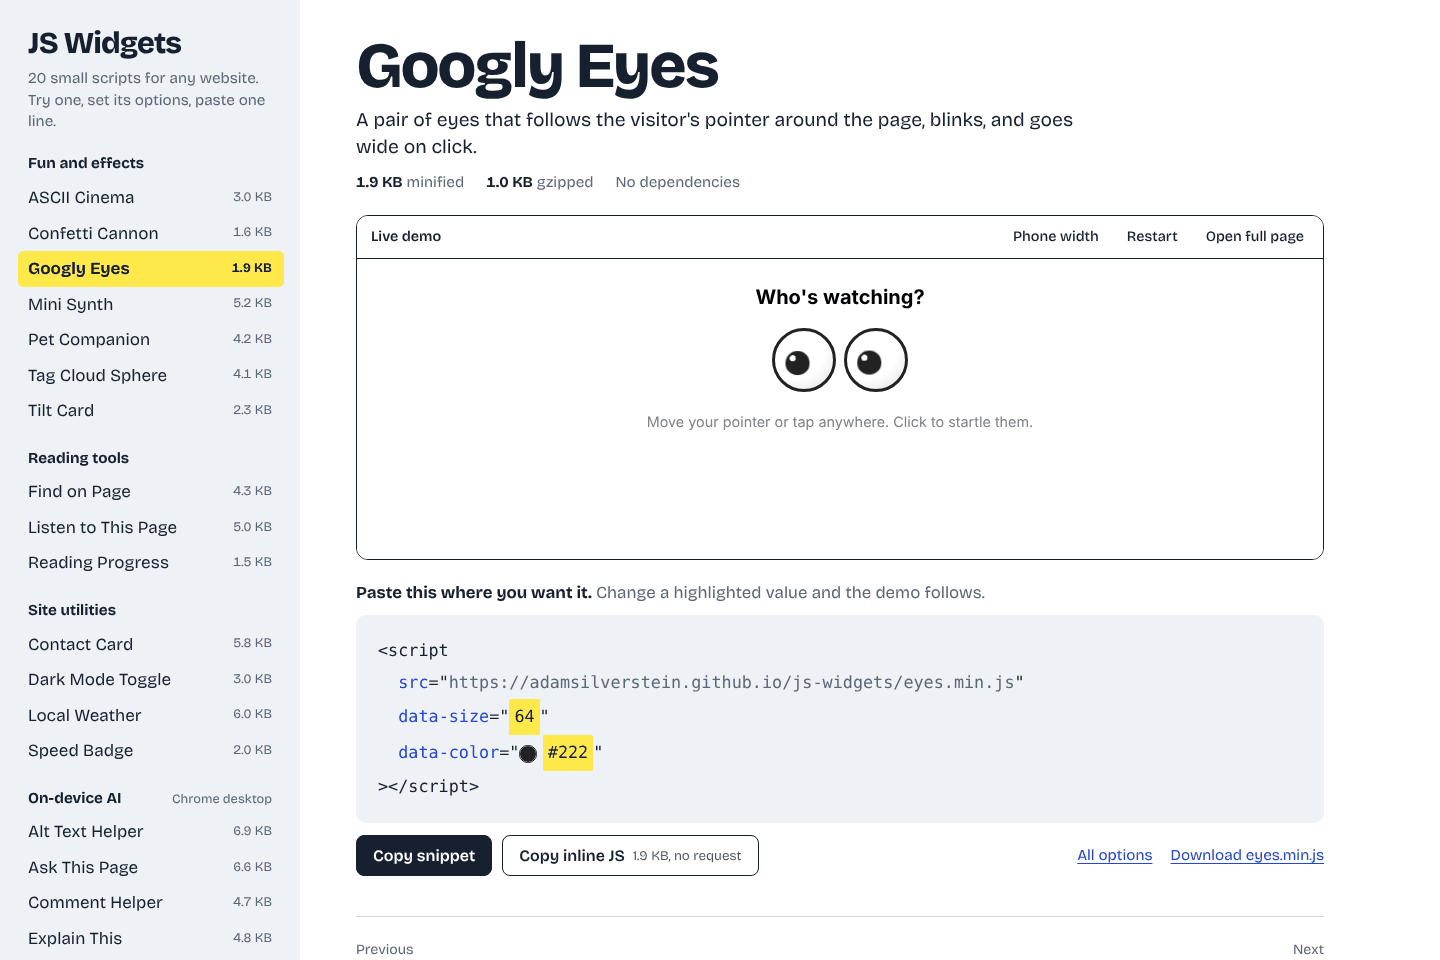 JS Widgets
20 small scripts for any website.
Try one, set its options, paste one
line.
Fun and effects
ASCII Cinema 3.0 KB
Confetti Cannon 1.6 KB
Googly Eyes 1.9 KB
Mini Synth 5.2 KB
Pet Companion 4.2 KB
Tag Cloud Sphere 4.1 KB
Tilt Card 2.3 KB
Reading tools
Find on Page 4.3 KB
Listen to This Page 5.0 KB
Reading Progress 1.5 KB
Site utilities
Contact Card 5.8 KB
Dark Mode Toggle 3.0 KB
Local Weather 6.0 KB
Speed Badge 2.0 KB
On-device AI Chrome desktop
Alt Text Helper 6.9 KB
Ask This Page 6.6 KB
Comment Helper 4.7 KB
Explain This 4.8 KB
Googly Eyes
A pair of eyes that follows the visitor's pointer around the page, blinks, and goes
wide on click.
1.9 KB minified 1.0 KB gzipped No dependencies
Live demo Phone width Restart Open full page
Who's watching?
Move your pointer or tap anywhere. Click to startle them.
Paste this where you want it. Change a highlighted value and the demo follows.
<script
src="https://adamsilverstein.github.io/js-widgets/eyes.min.js"
data-size="64"
data-color="#222"
></script>
Copy snippet Copy inline JS 1.9 KB, no request All options Download eyes.min.js
Previous Next